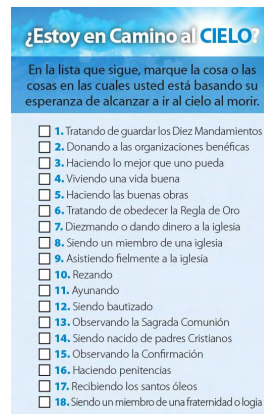 ¿Estoy en Camino al CIELO?
En la lista que sigue, marque la cosa o las
cosas en las cuales usted está basando su
esperanza de alcanzar a ir al cielo al morir.
1. Tratando de guardar los Diez Mandamientos
2. Donando a las organizaciones benéficas
3. Haciendo lo mejor que uno pueda
4. Viviendo una vida buena
5. Haciendo las buenas obras
6. Tratando de obedecer la Regla de Oro
7. Diezmando o dando dinero a la iglesia
8. Siendo un miembro de una iglesia
9. Asistiendo fielmente a la iglesia
10. Rezando
11. Ayunando
12. Siendo bautizado
13. Observando la Sagrada Comunión
14. Siendo nacido de padres Cristianos
15. Observando la Confirmación
16. Haciendo penitencias
17. Recibiendo los santos óleos
18. Siendo un miembro de una fraternidad o logia